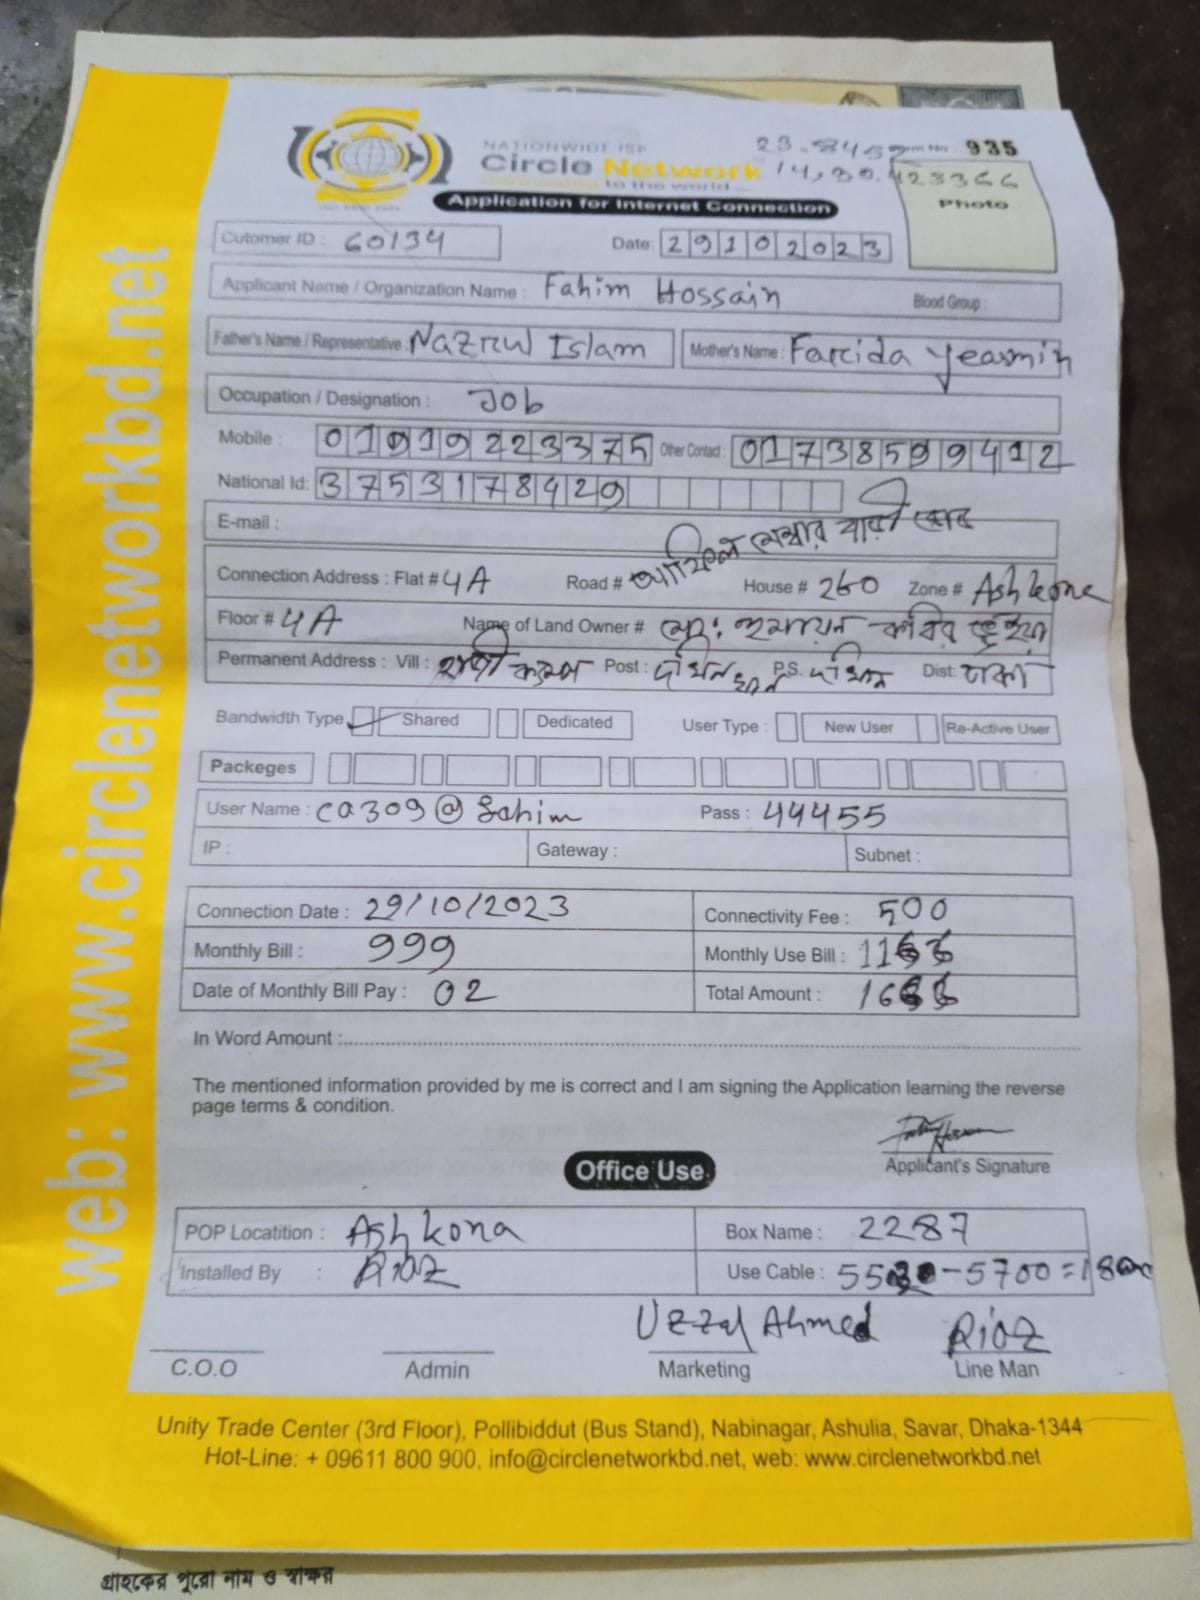 web: www.circlenetworkbd.net
NATIONWIDE ISP
Circle Network
to the world...
Application for Internet Connection
935
Photo
Cutomer ID : 60134
Date: 29102023
Applicant Name / Organization Name : Fahim Hossain Blood Group :
Father's Name / Representative : Nazrul Islam Mother's Name : Farcida Yeasmin
Occupation / Designation : Job
Mobile : 01919223375 Other Contact : 01738599412
National Id: 3753178429
E-mail :
মেম্বার বাড়ী রোড
Connection Address : Flat # 4A Road # House # 260 Zone # Ashkona
Floor # 4A Name of Land Owner # মো: হুমায়ন কবির ভূইয়া
Permanent Address : Vill : Post : P.S. Dist: ঢাকা
Bandwidth Type Shared Dedicated User Type : New User Re-Active User
Packeges
User Name : ca309@fahim Pass : 44455
IP : Gateway : Subnet :
Connection Date : 29/10/2023 Connectivity Fee : 500
Monthly Bill : 999 Monthly Use Bill :
Date of Monthly Bill Pay : 02 Total Amount :
In Word Amount :
The mentioned information provided by me is correct and I am signing the Application learning the reverse
page terms & condition.
Applicant's Signature
Office Use
POP Locatition : Ashkona Box Name : 2287
Installed By : Riaz Use Cable :
Uzzal Ahmed Riaz
C.O.O Admin Marketing Line Man
Unity Trade Center (3rd Floor), Pollibiddut (Bus Stand), Nabinagar, Ashulia, Savar, Dhaka-1344
Hot-Line: + 09611 800 900, info@circlenetworkbd.net, web: www.circlenetworkbd.net
গ্রাহকের পুরো নাম ও স্বাক্ষর